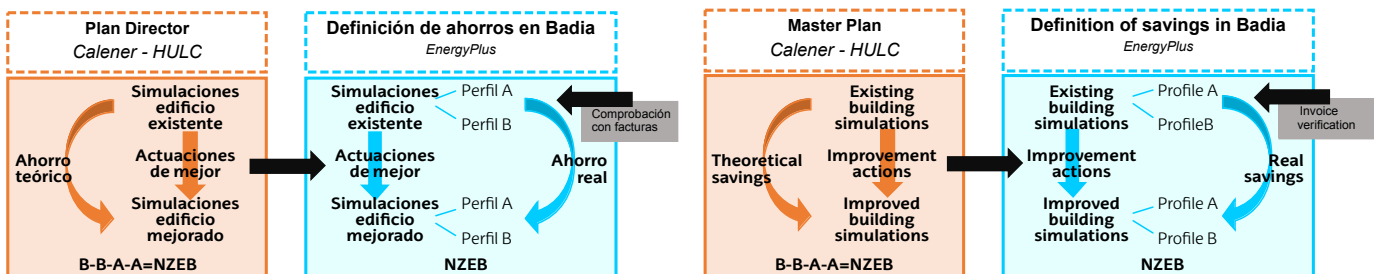 Plan Director
Calener - HULC
Simulaciones
edificio
existente
Ahorro
teórico
Actuaciones
de mejor
Simulaciones
edificio
mejorado
B-B-A-A=NZEB
Definición de ahorros en Badia
EnergyPlus
Simulaciones
edificio
existente
Perfil A
Perfil B
Comprobación
con facturas
Actuaciones
de mejor
Ahorro
real
Simulaciones
edificio
mejorado
Perfil A
Perfil B
NZEB
Master Plan
Calener - HULC
Existing
building
simulations
Theoretical
savings
Improvement
actions
Improved
building
simulations
B-B-A-A=NZEB
Definition of savings in Badia
EnergyPlus
Existing
building
simulations
Profile A
ProfileB
Invoice
verification
Improvement
actions
Real
savings
Improved
building
simulations
Profile A
Profile B
NZEB